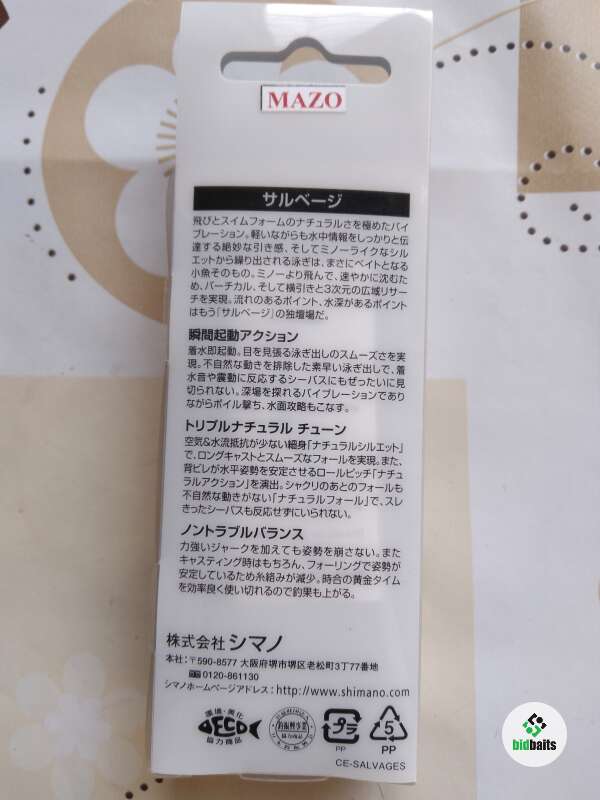 MAZO
サルベージ
飛びとスイムフォームのナチュラルさを極めたバイ
ブレーション。軽いながらも水中情報をしっかりと伝
達する絶妙な引き感、そしてミノーライクなシル
エットから繰り出される泳ぎは、まさにベイトとなる
小魚そのもの。ミノーより飛んで、速やかに沈むた
め、バーチカル、そして横引きと3次元の広域リサー
チを実現。流れのあるポイント、水深があるポイント
はもう「サルベージ」の独壇場だ。
瞬間起動アクション
着水即起動。目を見張る泳ぎ出しのスムーズさを実
現。不自然な動きを排除した素早い泳ぎ出しで、着
水音や震動に反応するシーバスにもぜったいに見
切られない。深場を探れるバイブレーションであり
ながらボイル撃ち、水面攻略もこなす。
トリプルナチュラル チューン
空気&水流抵抗が少ない細身「ナチュラルシルエット」
で、ロングキャストとスムーズなフォールを実現。また、
背ビレが水平姿勢を安定させるロールピッチ「ナチュ
ラルアクション」を演出。シャクリのあとのフォールも
不自然な動きがない「ナチュラルフォール」で、スレ
きったシーバスも反応せずにいられない。
ノントラブルバランス
力強いジャークを加えても姿勢を崩さない。また
キャスティング時はもちろん、フォーリングで姿勢が
安定しているため糸絡みが減少。時合の黄金タイム
を効率良く使い切れるので釣果も上がる。
株式会社 シマノ
本社：〒590-8577 大阪府堺市堺区老松町3丁77番地
0120-861130
シマノホームページアドレス：http://www.shimano.com
環境・美化
ECO
協力商品
プラ
PP
5
PP
CE-SALVAGES
bidbaits